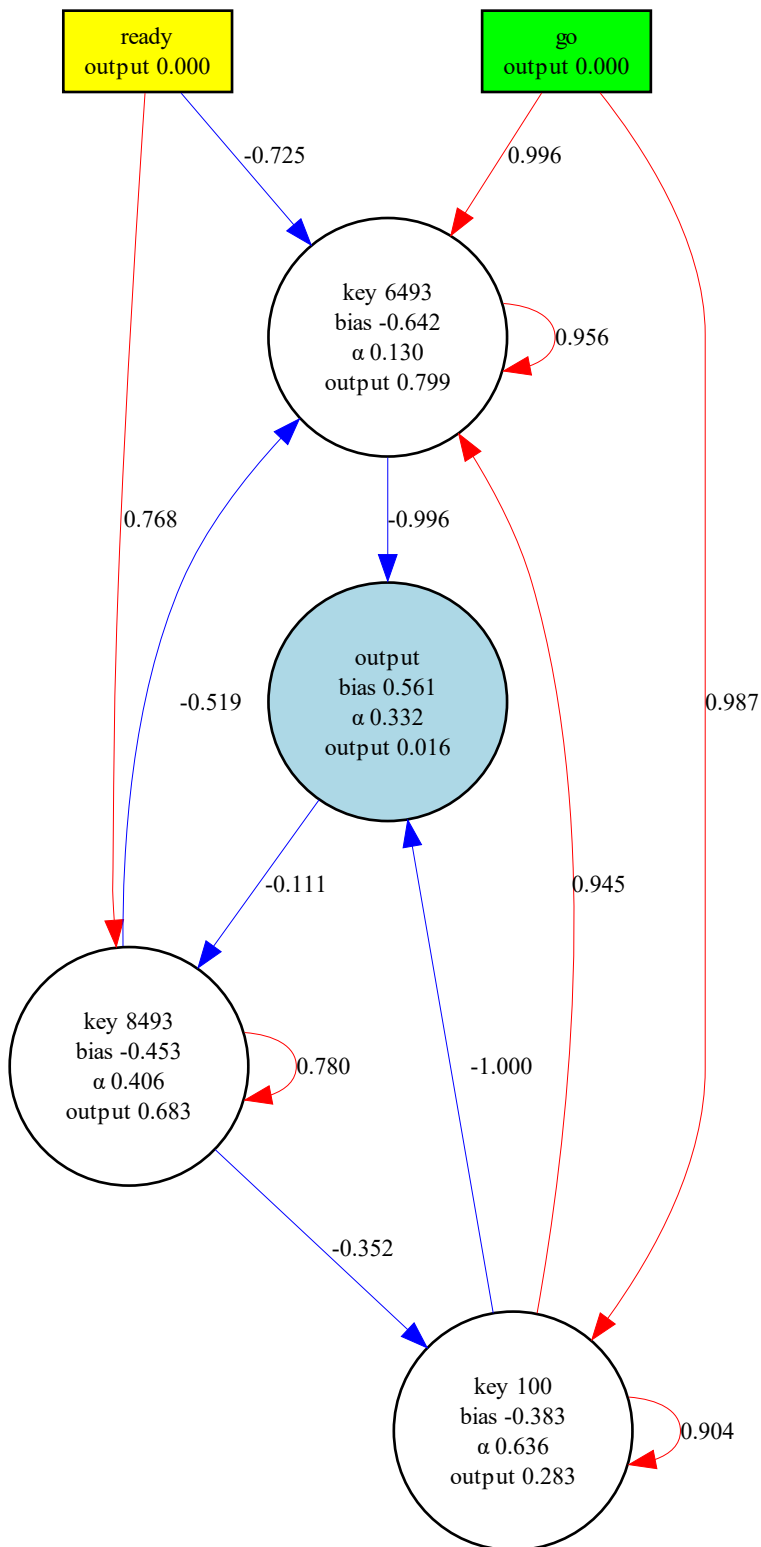 ready
output 0.000
go
output 0.000
-0.725
0.996
key 6493
bias -0.642
α 0.130
output 0.799
0.956
0.768
-0.996
-0.519
output
bias 0.561
α 0.332
output 0.016
0.987
-0.111
0.945
key 8493
bias -0.453
α 0.406
output 0.683
0.780
-1.000
-0.352
key 100
bias -0.383
α 0.636
output 0.283
0.904